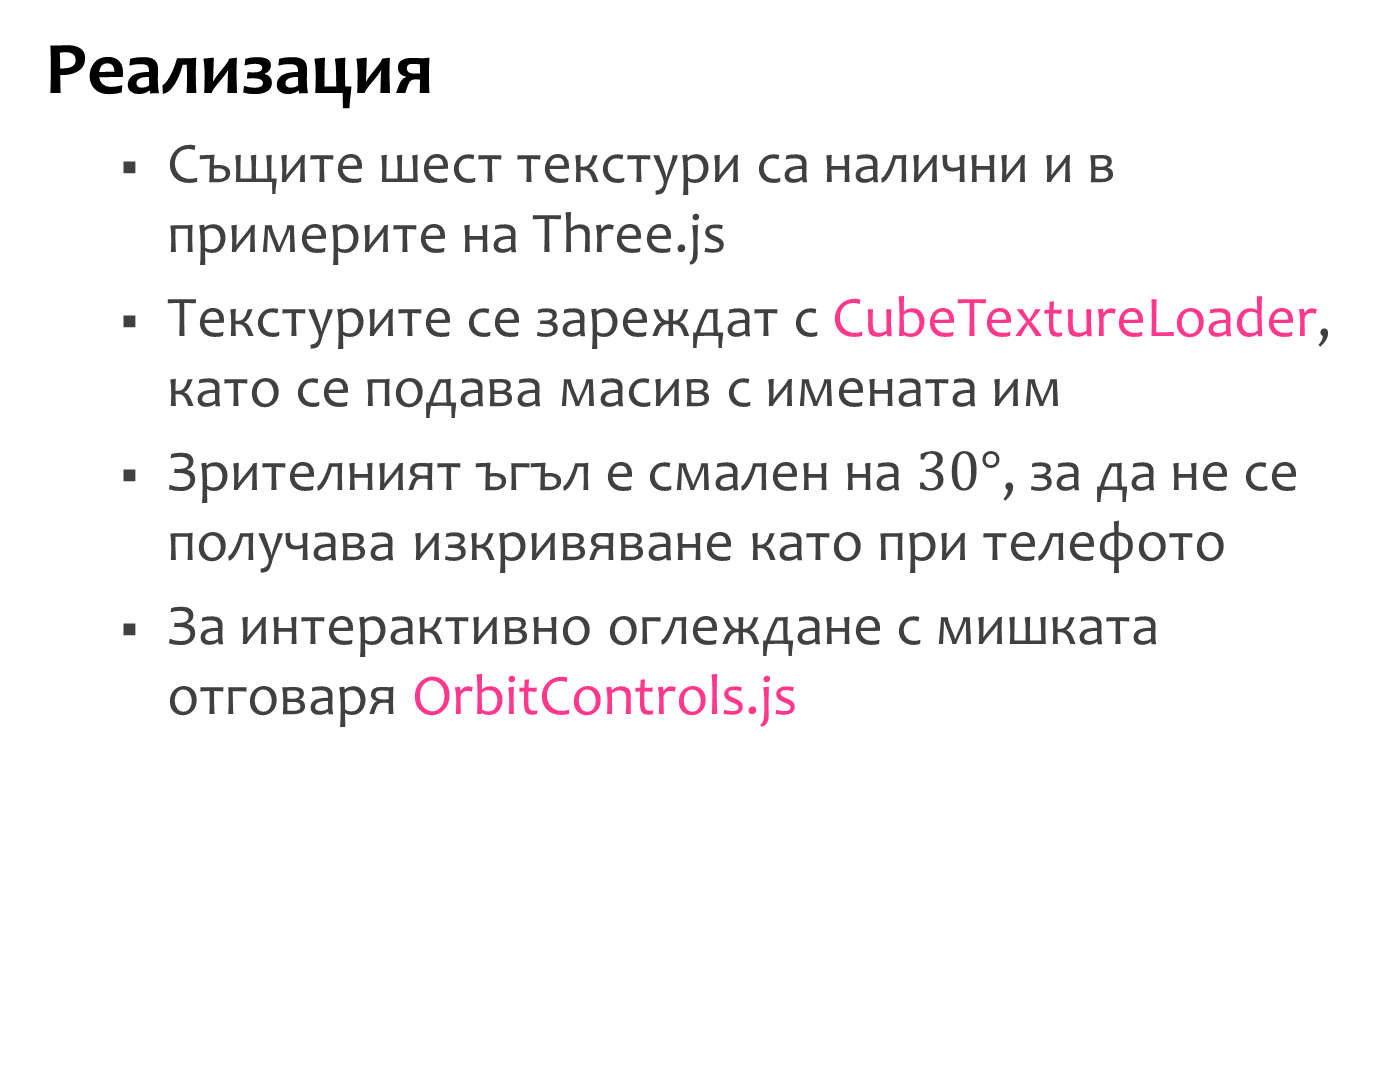 Реализация
▪ Същите шест текстури са налични и в
примерите на Three.js
▪ Текстурите се зареждат с CubeTextureLoader,
като се подава масив с имената им
▪ Зрителният ъгъл е смален на 30°, за да не се
получава изкривяване като при телефото
▪ За интерактивно оглеждане с мишката
отговаря OrbitControls.js